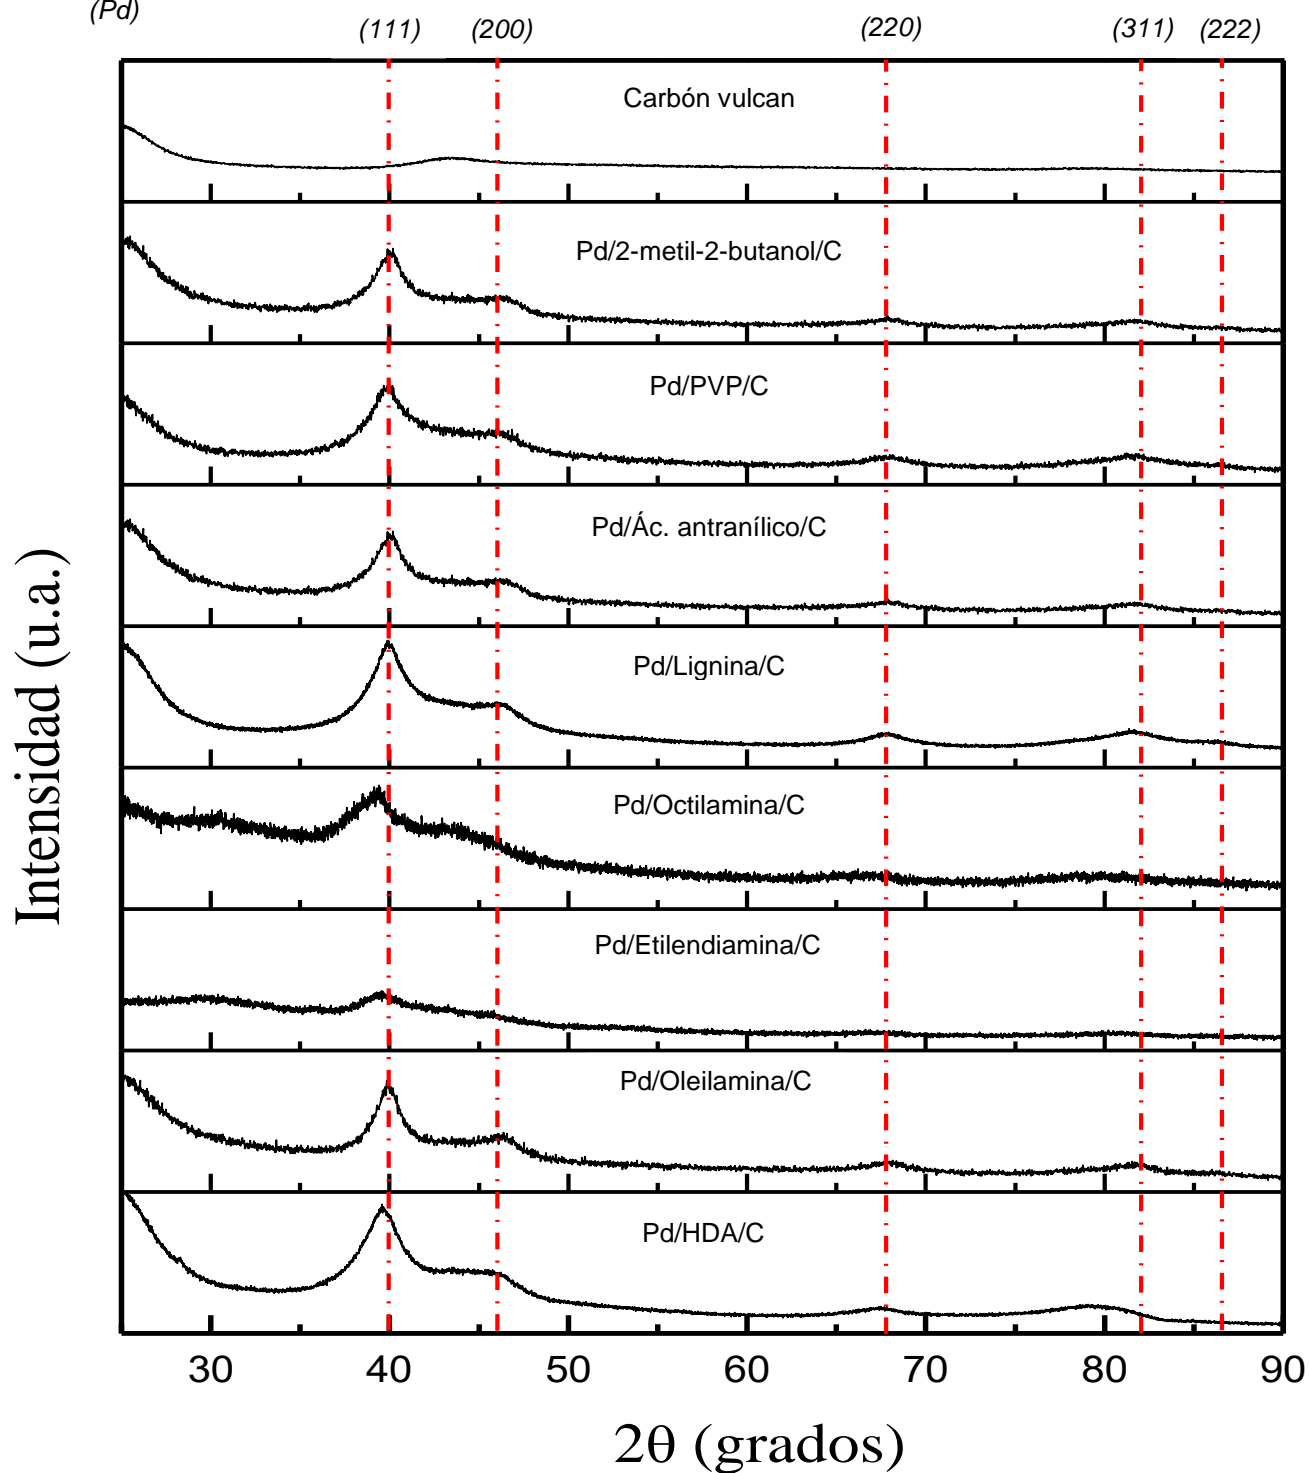 (Pd)
(111) (200) (220) (311) (222)
Carbón vulcan
Pd/2-metil-2-butanol/C
Pd/PVP/C
Pd/Ác. antranílico/C
Pd/Lignina/C
Pd/Octilamina/C
Pd/Etilendiamina/C
Pd/Oleilamina/C
Pd/HDA/C
Intensidad (u.a.)
30 40 50 60 70 80 90
2θ (grados)